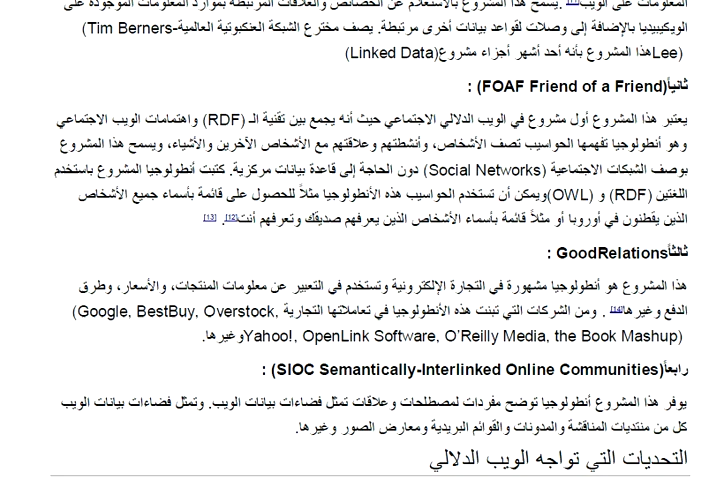 المعلومات على الويب[11]. يسمح هذا المشروع بالاستعلام عن الخصائص والعلاقات المرتبطة بموارد المعلومات الموجودة على
الويكيبيديا بالإضافة إلى وصلات لقواعد بيانات أخرى مرتبطة. يصف مخترع الشبكة العنكبوتية العالمية-Tim Berners)
(Leeهذا المشروع بأنه أحد أشهر أجزاء مشروع(Linked Data)
ثانياً(FOAF Friend of a Friend) :
يعتبر هذا المشروع أول مشروع في الويب الدلالي الاجتماعي حيث أنه يجمع بين تقنية الـ (RDF) واهتمامات الويب الاجتماعي
وهو أنطولوجيا تفهمها الحواسيب تصف الأشخاص، وأنشطتهم وعلاقتهم مع الأشخاص الآخرين والأشياء، ويسمح هذا المشروع
بوصف الشبكات الاجتماعية (Social Networks) دون الحاجة إلى قاعدة بيانات مركزية. كتبت أنطولوجيا المشروع باستخدم
اللغتين (RDF) و (OWL)ويمكن أن تستخدم الحواسيب هذه الأنطولوجيا مثلاً للحصول على قائمة بأسماء جميع الأشخاص
الذين يقطنون في أوروبا أو مثلاً قائمة بأسماء الأشخاص الذين يعرفهم صديقك وتعرفهم أنت[12]. [13]
ثالثاًGoodRelations :
هذا المشروع هو أنطولوجيا مشهورة في التجارة الإلكترونية وتستخدم في التعبير عن معلومات المنتجات، والأسعار، وطرق
الدفع وغيرها[14] . ومن الشركات التي تبنت هذه الأنطولوجيا في تعاملاتها التجارية Google, BestBuy, Overstock,)
(Yahoo!, OpenLink Software, O’Reilly Media, the Book Mashupوغيرها.
رابعاً(SIOC Semantically-Interlinked Online Communities) :
يوفر هذا المشروع أنطولوجيا توضح مفردات لمصطلحات وعلاقات تمثل فضاءات بيانات الويب. وتمثل فضاءات بيانات الويب
كل من منتديات المناقشة والمدونات والقوائم البريدية ومعارض الصور وغيرها.
التحديات التي تواجه الويب الدلالي